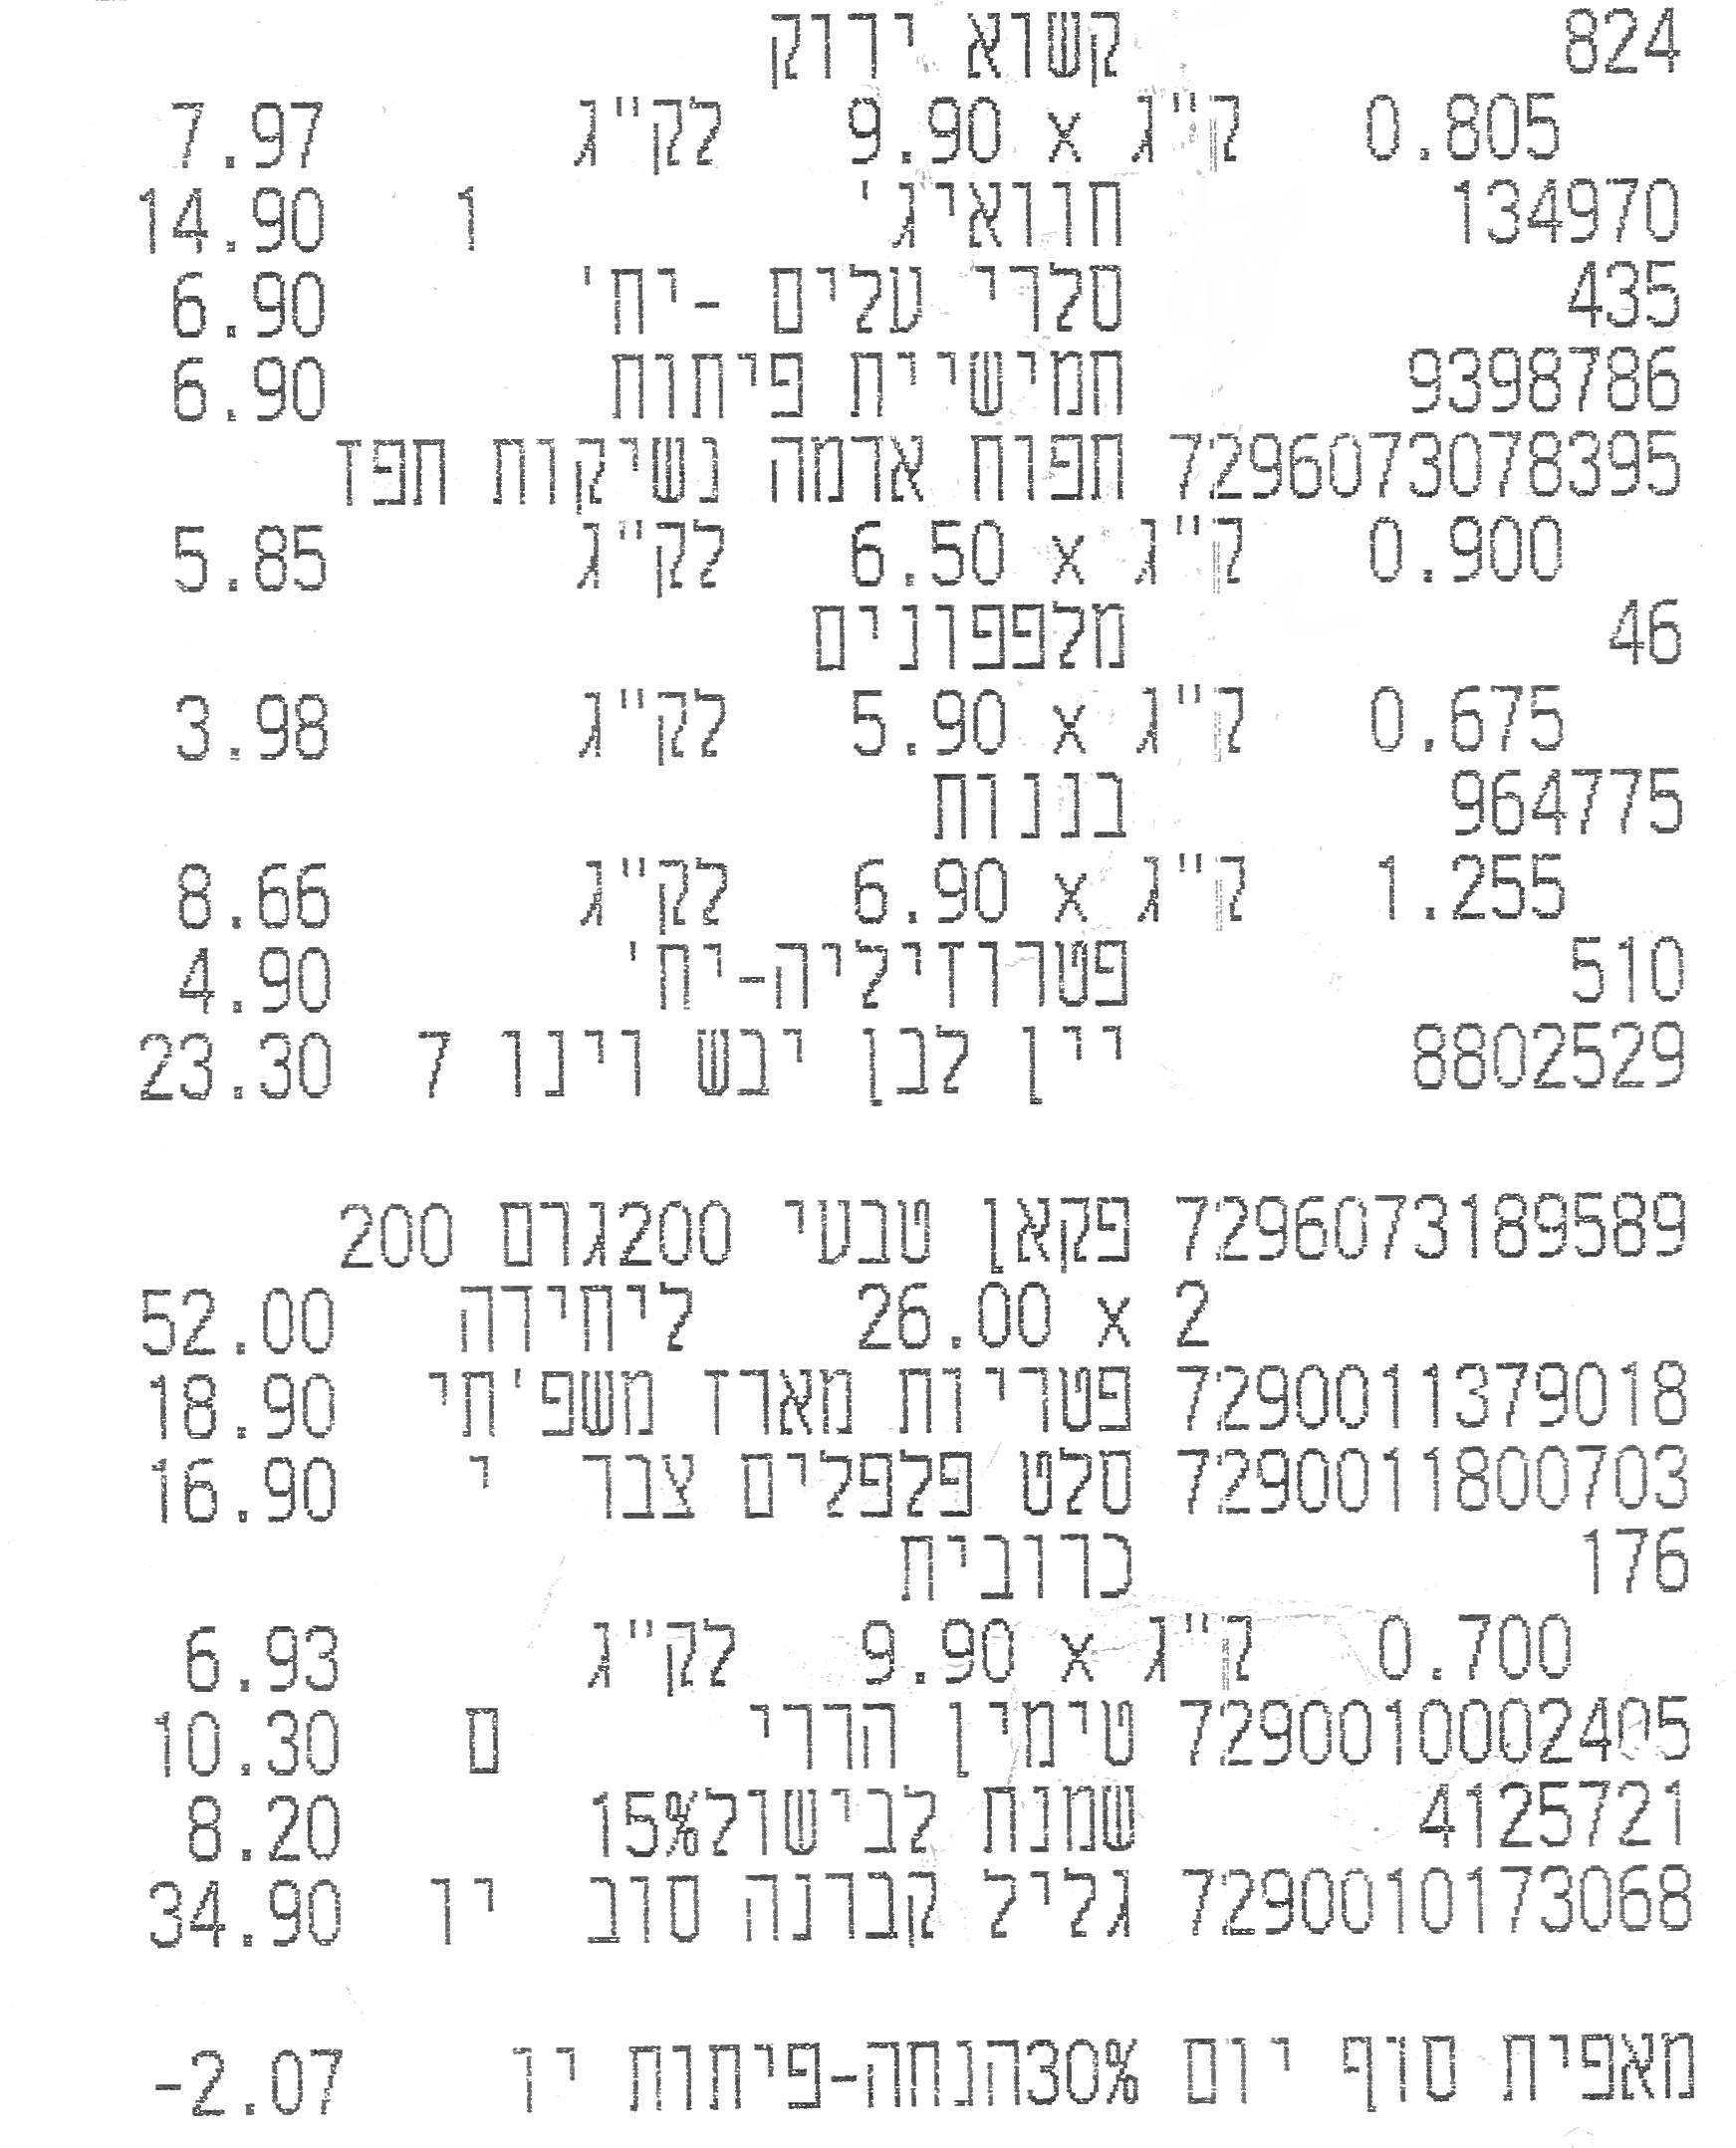 824 קשוא ירוק
0.805 ק"ג x 9.90 לק"ג 7.97
134970 חוואיג' 1 14.90
435 סלרי עלים -יח' 6.90
9398786 חמישיית פיתות 6.90
7296073078395 תפוח ארמה נשיקות תפז
0.900 ק"ג x 6.50 לק"ג 5.85
46 מלפפונים
0.675 ק"ג x 5.90 לק"ג 3.98
964775 בננות
1.255 ק"ג x 6.90 לק"ג 8.66
510 פטרוזיליה-יח' 4.90
8802529 יין לבן יבש וינו 7 23.30
7296073189589 פקאן טבעי 200גרם 200
2 x 26.00 ליחידה 52.00
7290011379018 פטריות מארז משפ'תי 18.90
7290011800703 סלט פלפלים צבר י 16.90
176 כרובית
0.700 ק"ג x 9.90 לק"ג 6.93
7290010002405 טימין הררי ם 10.30
4125721 שמנת לבישול15% 8.20
7290010173068 גליל קברנה סוב יו 34.90
מאפית סוף יום 30%הנחה-פיתות יו -2.07